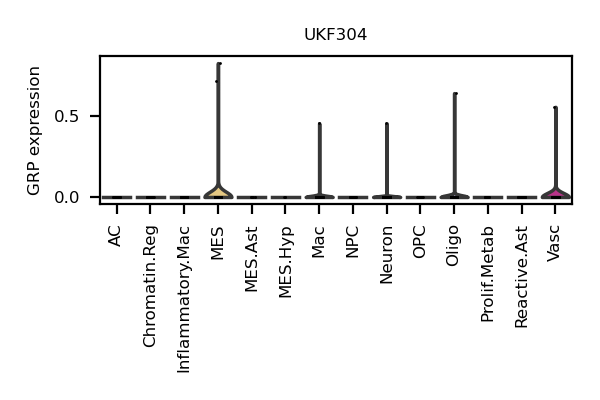 UKF304
GRP expression
0.5
0.0
AC
Chromatin.Reg
Inflammatory.Mac
MES
MES.Ast
MES.Hyp
Mac
NPC
Neuron
OPC
Oligo
Prolif.Metab
Reactive.Ast
Vasc